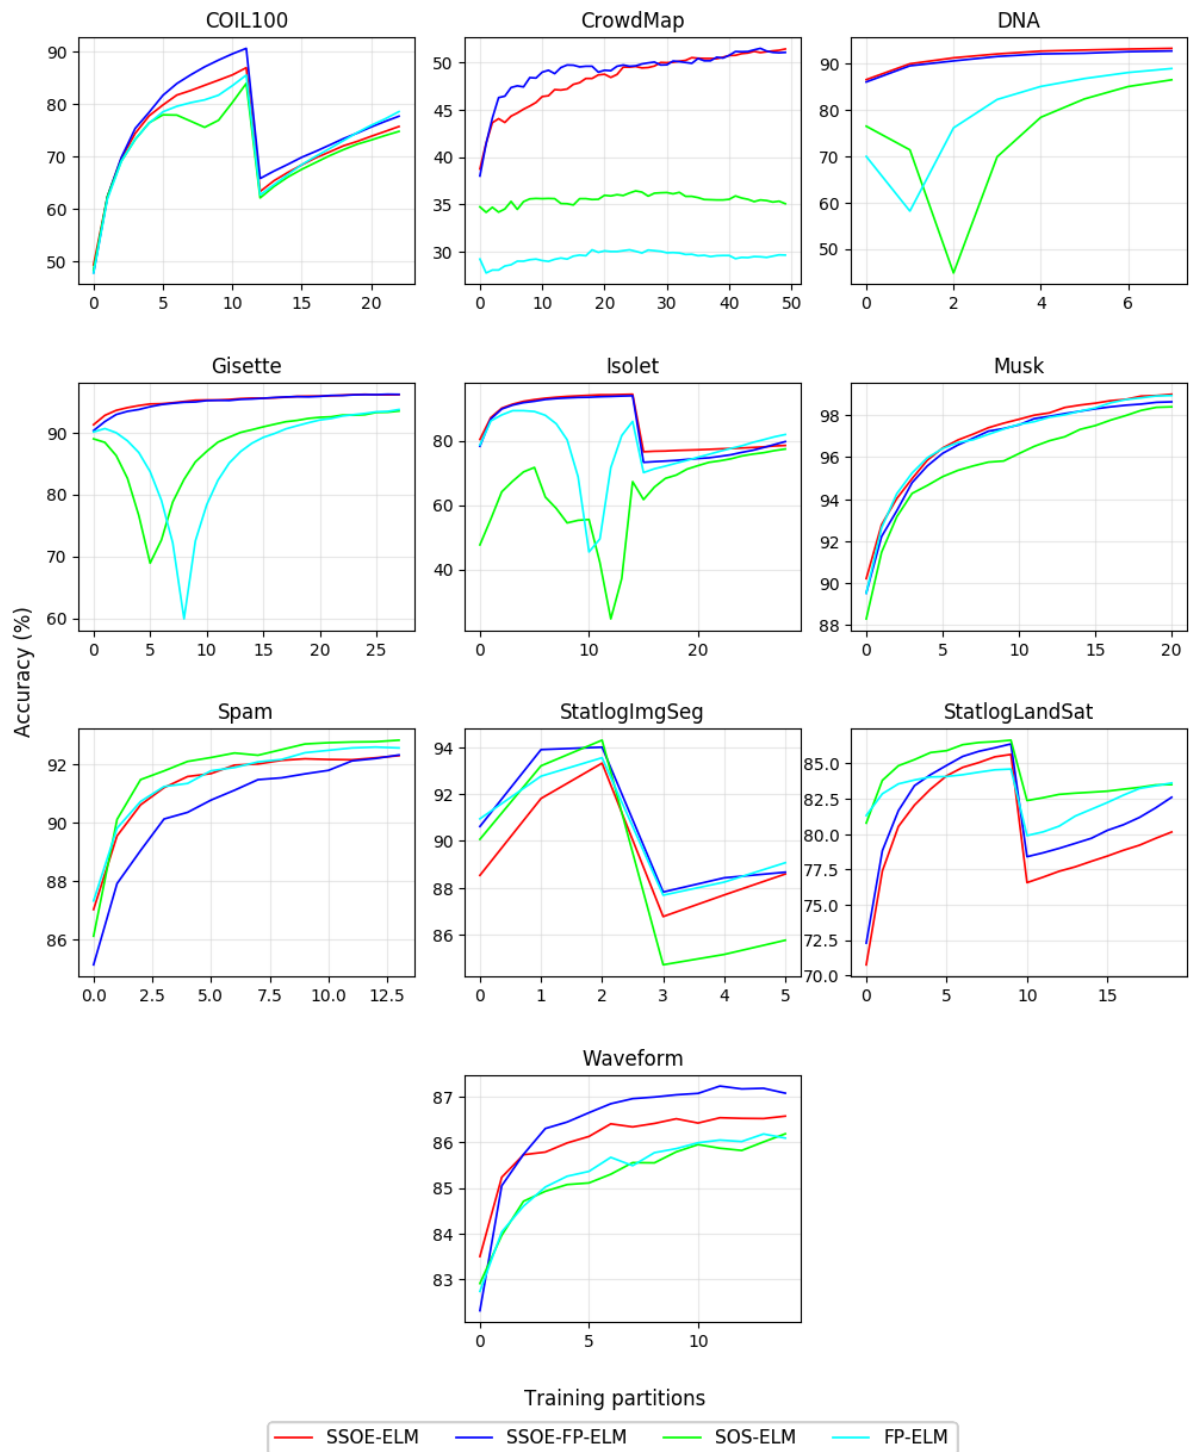 COIL100 CrowdMap DNA
90
80
70
60
50
0 5 10 15 20
50
45
40
35
30
0 10 20 30 40 50
90
80
70
60
50
0 2 4 6
Gisette Isolet Musk
90
80
70
60
0 5 10 15 20 25
80
60
40
0 10 20
98
96
94
92
90
88
0 5 10 15 20
Accuracy (%)
Spam StatlogImgSeg StatlogLandSat
92
90
88
86
0.0 2.5 5.0 7.5 10.0 12.5
94
92
90
88
86
0 1 2 3 4 5
85.0
82.5
80.0
77.5
75.0
72.5
70.0
0 5 10 15
Waveform
87
86
85
84
83
0 5 10
Training partitions
SSOE-ELM SSOE-FP-ELM SOS-ELM FP-ELM